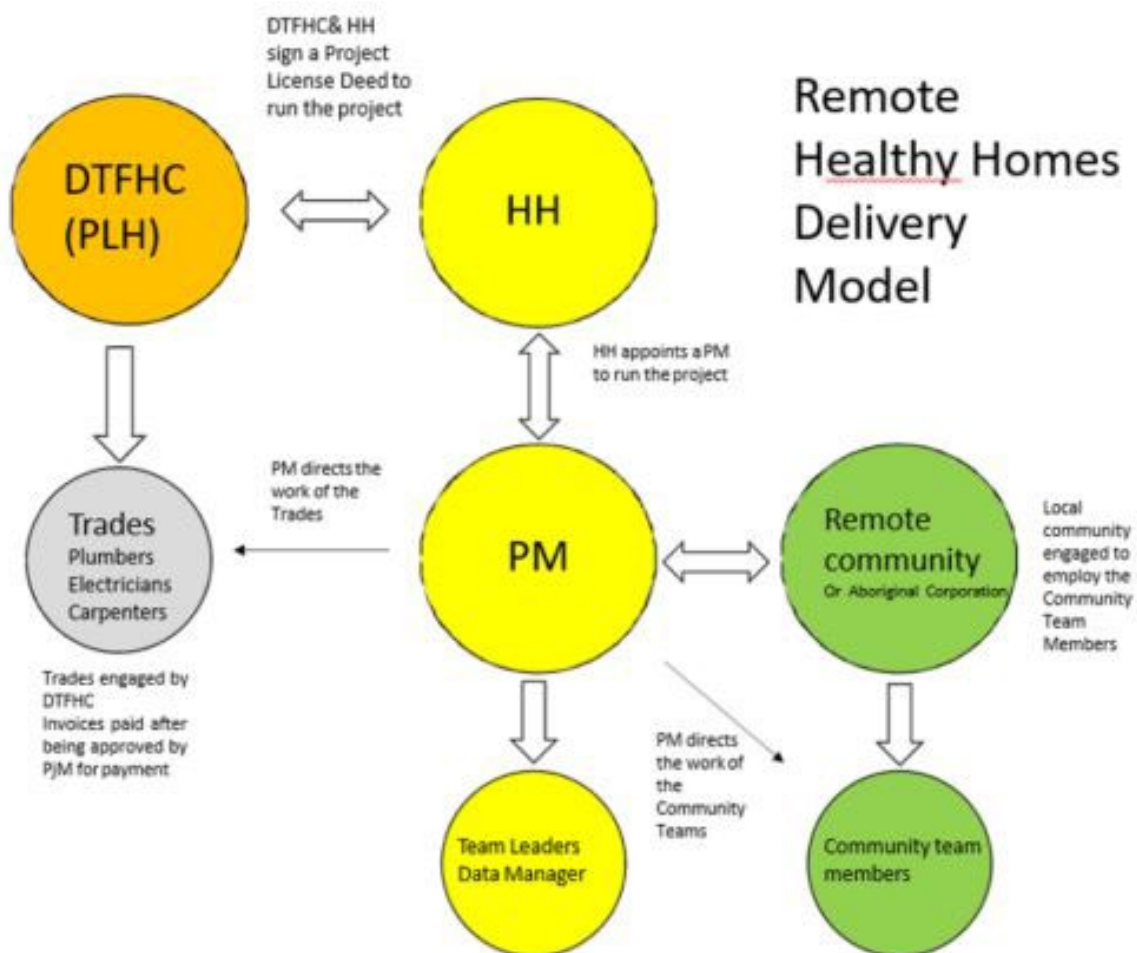 DTFHC& HH
sign a Project
License Deed to
run the project
Remote
Healthy Homes
Delivery
Model
DTFHC
(PLH)
HH
HH appoints a PM
to run the project
PM directs the
work of the
Trades
Trades
Plumbers
Electricians
Carpenters
PM
Remote
community
Or Aboriginal Corporation
Local
community
engaged to
employ the
Community
Team
Members
Trades engaged by
DTFHC
Invoices paid after
being approved by
PjM for payment
PM directs
the work of
the
Community
Teams
Team Leaders
Data Manager
Community team
members